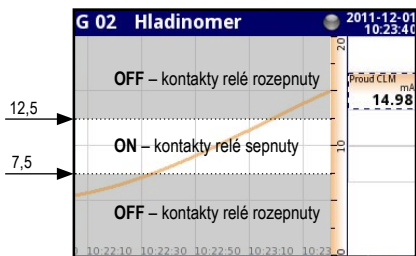 G 02 Hladinomer
2011-12-01
10:23:40
20
OFF – kontakty relé rozepnuty
Proud CLM
mA
14.98
12,5
ON – kontakty relé sepnuty
10
7,5
OFF – kontakty relé rozepnuty
0
10:22:10 10:22:30 10:22:50 10:23:10 10:23